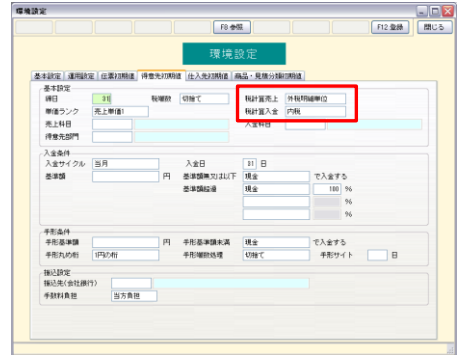 環境設定
F8 参照 F12 登録 閉じる
環境設定
基本設定 運用設定 伝票初期値 得意先初期値 仕入先初期値 商品・見積分類初期値
基本設定
締日 31 税端数 切捨て 税計算売上 外税明細単位
単価ランク 売上単価1 税計算入金 内税
売上科目 入金科目
得意先部門
入金条件
入金サイクル 当月 入金日 31 日
基準額 円 基準額無又は以下 現金 で入金する
基準額超過 現金 100 %
%
%
手形条件
手形基準額 円 手形基準額未満 現金 で入金する
手形丸め桁 1円の桁 手形端数処理 切捨て 手形サイト 日
振込設定
振込先(会社銀行)
手数料負担 当方負担